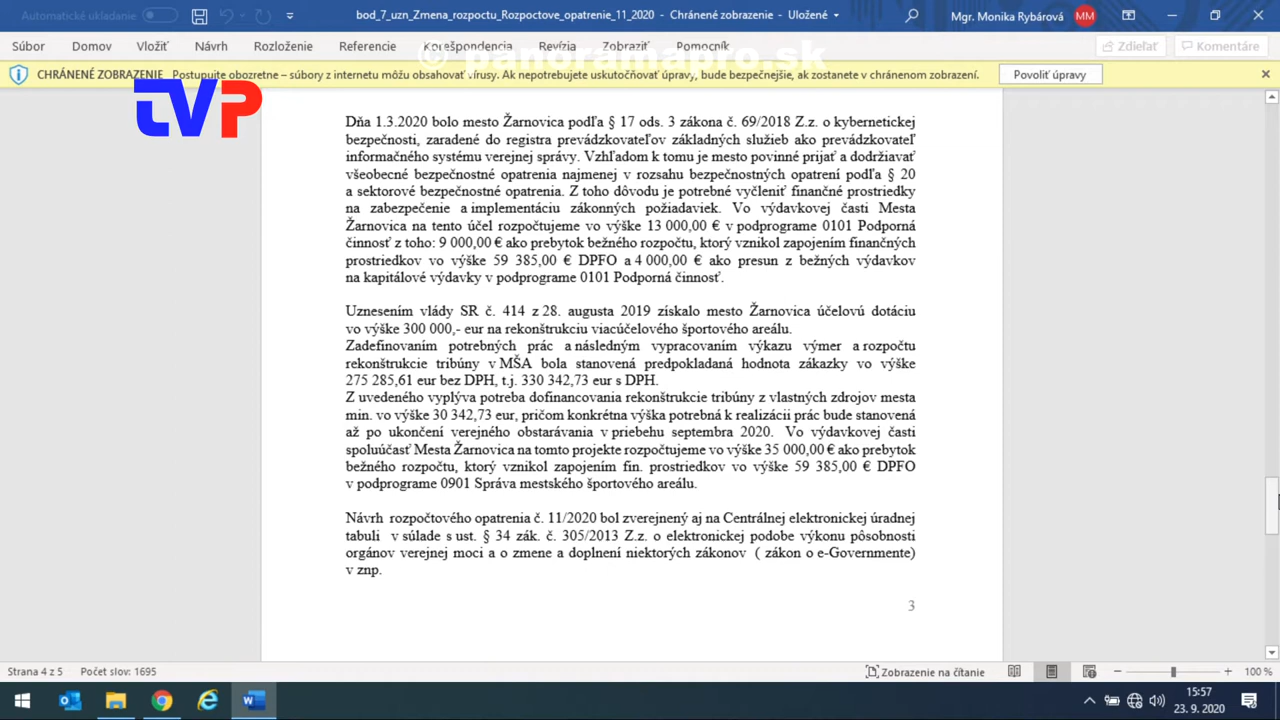 Automatické ukladanie
bod_7_uzn_Zmena_rozpoctu_Rozpoctove_opatrenie_11_2020 - Chránené zobrazenie - Uložené
Mgr. Monika Rybárová
MM
Súbor Domov Vložiť Návrh Rozloženie Referencie Korešpondencia Revízia Zobraziť Pomocník
Zdieľať Komentáre
© panoramapro.sk
CHRÁNENÉ ZOBRAZENIE Postupujte obozretne – súbory z internetu môžu obsahovať vírusy. Ak nepotrebujete uskutočňovať úpravy, bude bezpečnejšie, ak zostanete v chránenom zobrazení. Povoliť úpravy
TVP
Dňa 1.3.2020 bolo mesto Žarnovica podľa § 17 ods. 3 zákona č. 69/2018 Z.z. o kybernetickej
bezpečnosti, zaradené do registra prevádzkovateľov základných služieb ako prevádzkovateľ
informačného systému verejnej správy. Vzhľadom k tomu je mesto povinné prijať a dodržiavať
všeobecné bezpečnostné opatrenia najmenej v rozsahu bezpečnostných opatrení podľa § 20
a sektorové bezpečnostné opatrenia. Z toho dôvodu je potrebné vyčleniť finančné prostriedky
na zabezpečenie a implementáciu zákonných požiadaviek. Vo výdavkovej časti Mesta
Žarnovica na tento účel rozpočtujeme vo výške 13 000,00 € v podprograme 0101 Podporná
činnosť z toho: 9 000,00 € ako prebytok bežného rozpočtu, ktorý vznikol zapojením finančných
prostriedkov vo výške 59 385,00 € DPFO a 4 000,00 € ako presun z bežných výdavkov
na kapitálové výdavky v podprograme 0101 Podporná činnosť.
Uznesením vlády SR č. 414 z 28. augusta 2019 získalo mesto Žarnovica účelovú dotáciu
vo výške 300 000,- eur na rekonštrukciu viacúčelového športového areálu.
Zadefinovaním potrebných prác a následným vypracovaním výkazu výmer a rozpočtu
rekonštrukcie tribúny v MŠA bola stanovená predpokladaná hodnota zákazky vo výške
275 285,61 eur bez DPH, t.j. 330 342,73 eur s DPH.
Z uvedeného vyplýva potreba dofinancovania rekonštrukcie tribúny z vlastných zdrojov mesta
min. vo výške 30 342,73 eur, pričom konkrétna výška potrebná k realizácii prác bude stanovená
až po ukončení verejného obstarávania v priebehu septembra 2020. Vo výdavkovej časti
spoluúčasť Mesta Žarnovica na tomto projekte rozpočtujeme vo výške 35 000,00 € ako prebytok
bežného rozpočtu, ktorý vznikol zapojením fin. prostriedkov vo výške 59 385,00 € DPFO
v podprograme 0901 Správa mestského športového areálu.
Návrh rozpočtového opatrenia č. 11/2020 bol zverejnený aj na Centrálnej elektronickej úradnej
tabuli v súlade s ust. § 34 zák. č. 305/2013 Z.z. o elektronickej podobe výkonu pôsobnosti
orgánov verejnej moci a o zmene a doplnení niektorých zákonov ( zákon o e-Governmente)
v znp.
3
Strana 4 z 5 Počet slov: 1695
Zobrazenie na čítanie
100 %
15:57
23. 9. 2020